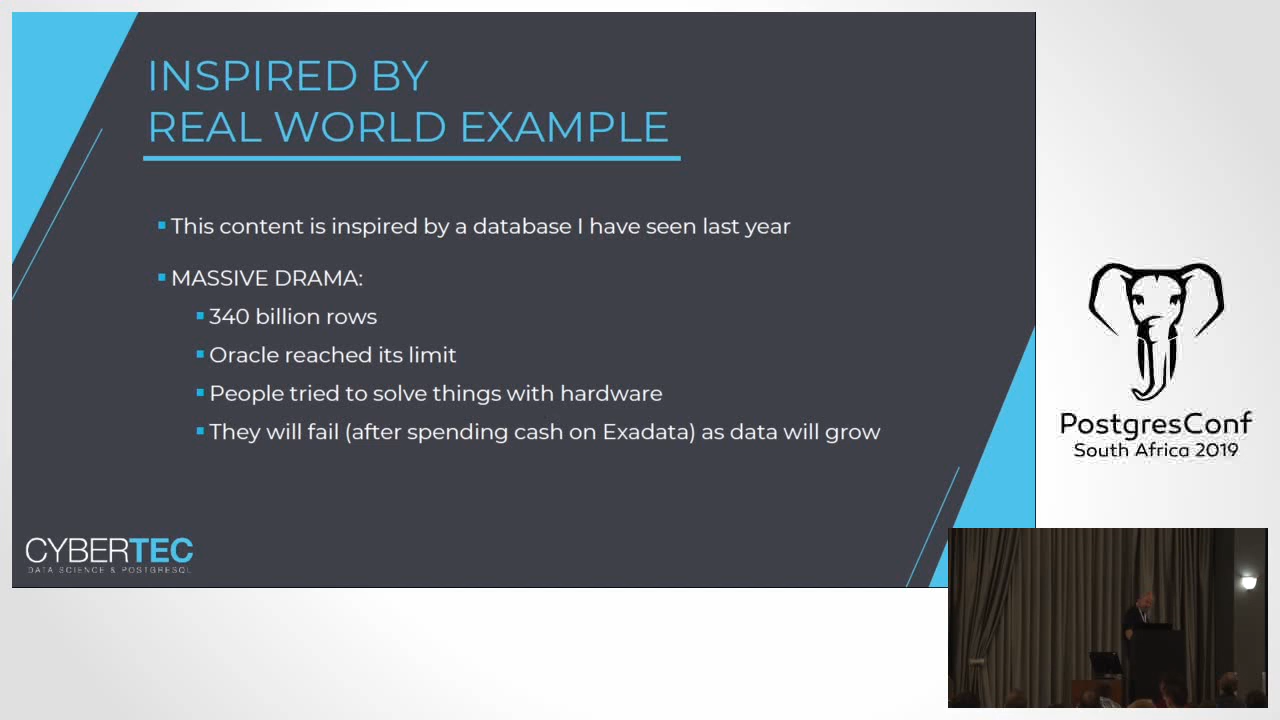 INSPIRED BY
REAL WORLD EXAMPLE
This content is inspired by a database I have seen last year
MASSIVE DRAMA:
340 billion rows
Oracle reached its limit
People tried to solve things with hardware
They will fail (after spending cash on Exadata) as data will grow
CYBERTEC
DATA SCIENCE & POSTGRESQL
PostgresConf
South Africa 2019